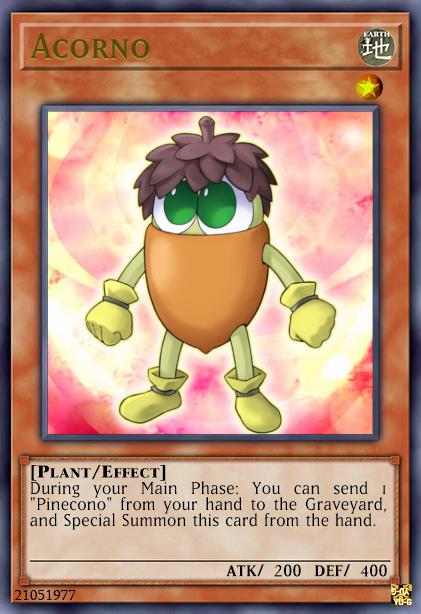 ACORNO
EARTH
地
[PLANT/EFFECT]
During your Main Phase: You can send 1
"Pinecono" from your hand to the Graveyard,
and Special Summon this card from the hand.
ATK/ 200 DEF/ 400
21051977